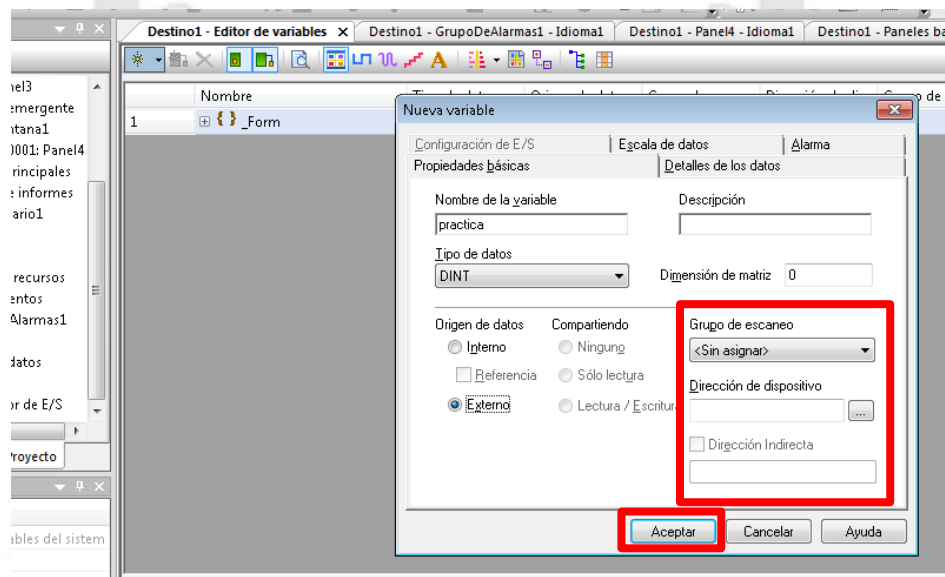 Destino1 - Editor de variables X Destino1 - GrupoDeAlarmas1 - Idioma1 Destino1 - Panel4 - Idioma1 Destino1 - Paneles ba
nel3
emergente
ntana1
0001: Panel4
rincipales
e informes
ario1
recursos
entos
Alarmas1
datos
or de E/S
Proyecto
ables del sistem
Nombre
1 _Form
Nueva variable
Configuración de E/S Escala de datos Alarma
Propiedades básicas Detalles de los datos
Nombre de la variable Descripción
practica
Tipo de datos
DINT Dimensión de matriz 0
Origen de datos Compartiendo Grupo de escaneo
Interno Ninguno <Sin asignar>
Referencia Sólo lectura Dirección de dispositivo
Externo Lectura / Escritura ...
Dirección Indirecta
Aceptar Cancelar Ayuda